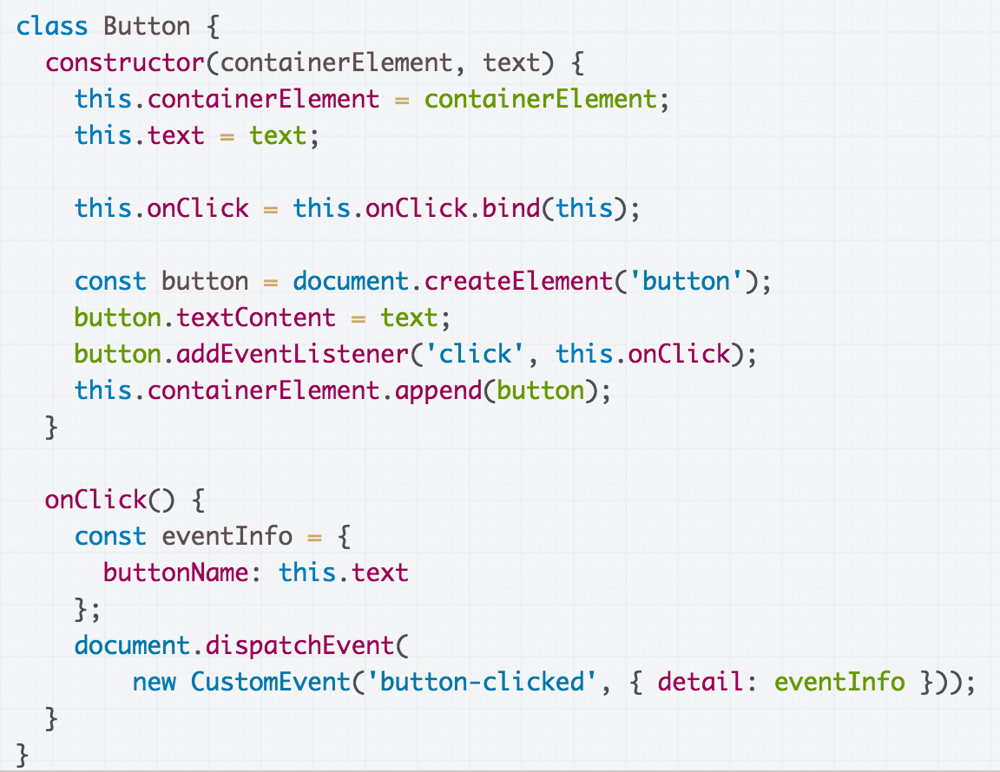 class Button {
  constructor(containerElement, text) {
    this.containerElement = containerElement;
    this.text = text;

    this.onClick = this.onClick.bind(this);

    const button = document.createElement('button');
    button.textContent = text;
    button.addEventListener('click', this.onClick);
    this.containerElement.append(button);
  }

  onClick() {
    const eventInfo = {
      buttonName: this.text
    };
    document.dispatchEvent(
        new CustomEvent('button-clicked', { detail: eventInfo }));
  }
}